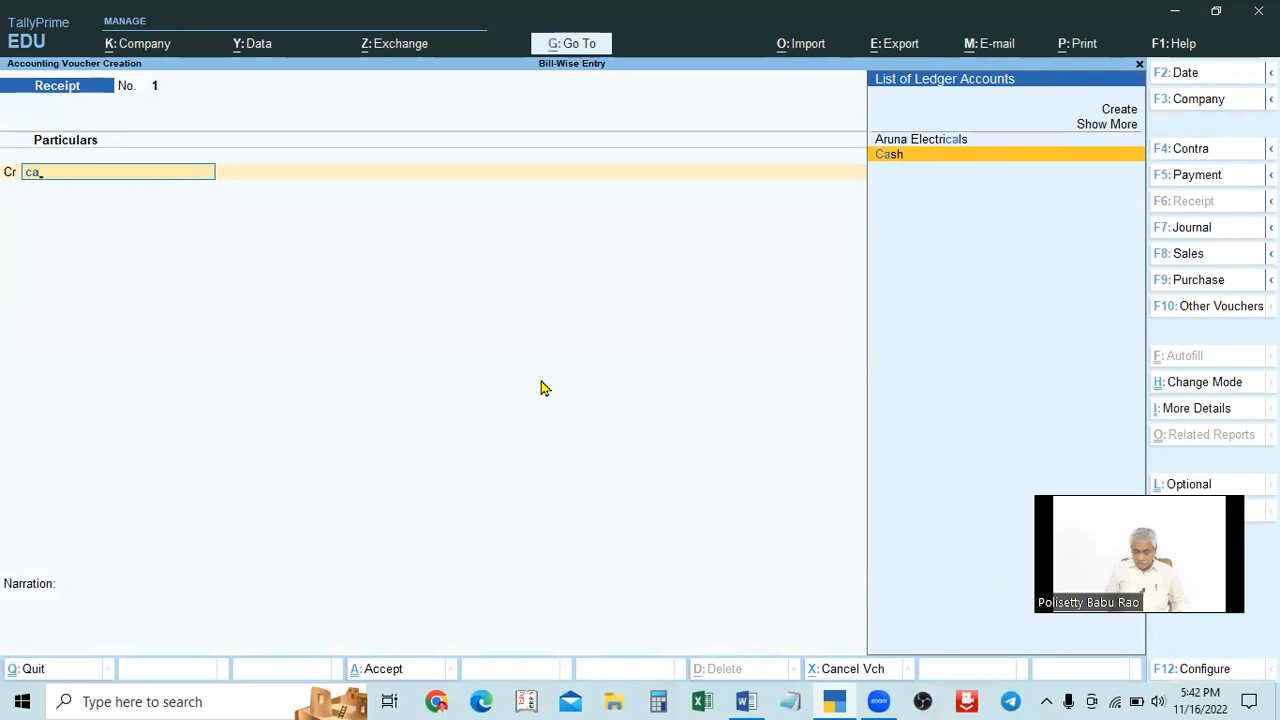 TallyPrime
EDU
MANAGE
K: Company
Y: Data
Z: Exchange
G: Go To
O: Import
E: Export
M: E-mail
P: Print
F1: Help
Accounting Voucher Creation
Bill-Wise Entry
Receipt No. 1
Particulars
Cr ca
Narration:
List of Ledger Accounts
Create
Show More
Aruna Electricals
Cash
F2: Date
F3: Company
F4: Contra
F5: Payment
F6: Receipt
F7: Journal
F8: Sales
F9: Purchase
F10: Other Vouchers
F: Autofill
H: Change Mode
I: More Details
O: Related Reports
L: Optional
Polisetty Babu Rao
Q: Quit
A: Accept
D: Delete
X: Cancel Vch
F12: Configure
Type here to search
zoom
5:42 PM
11/16/2022